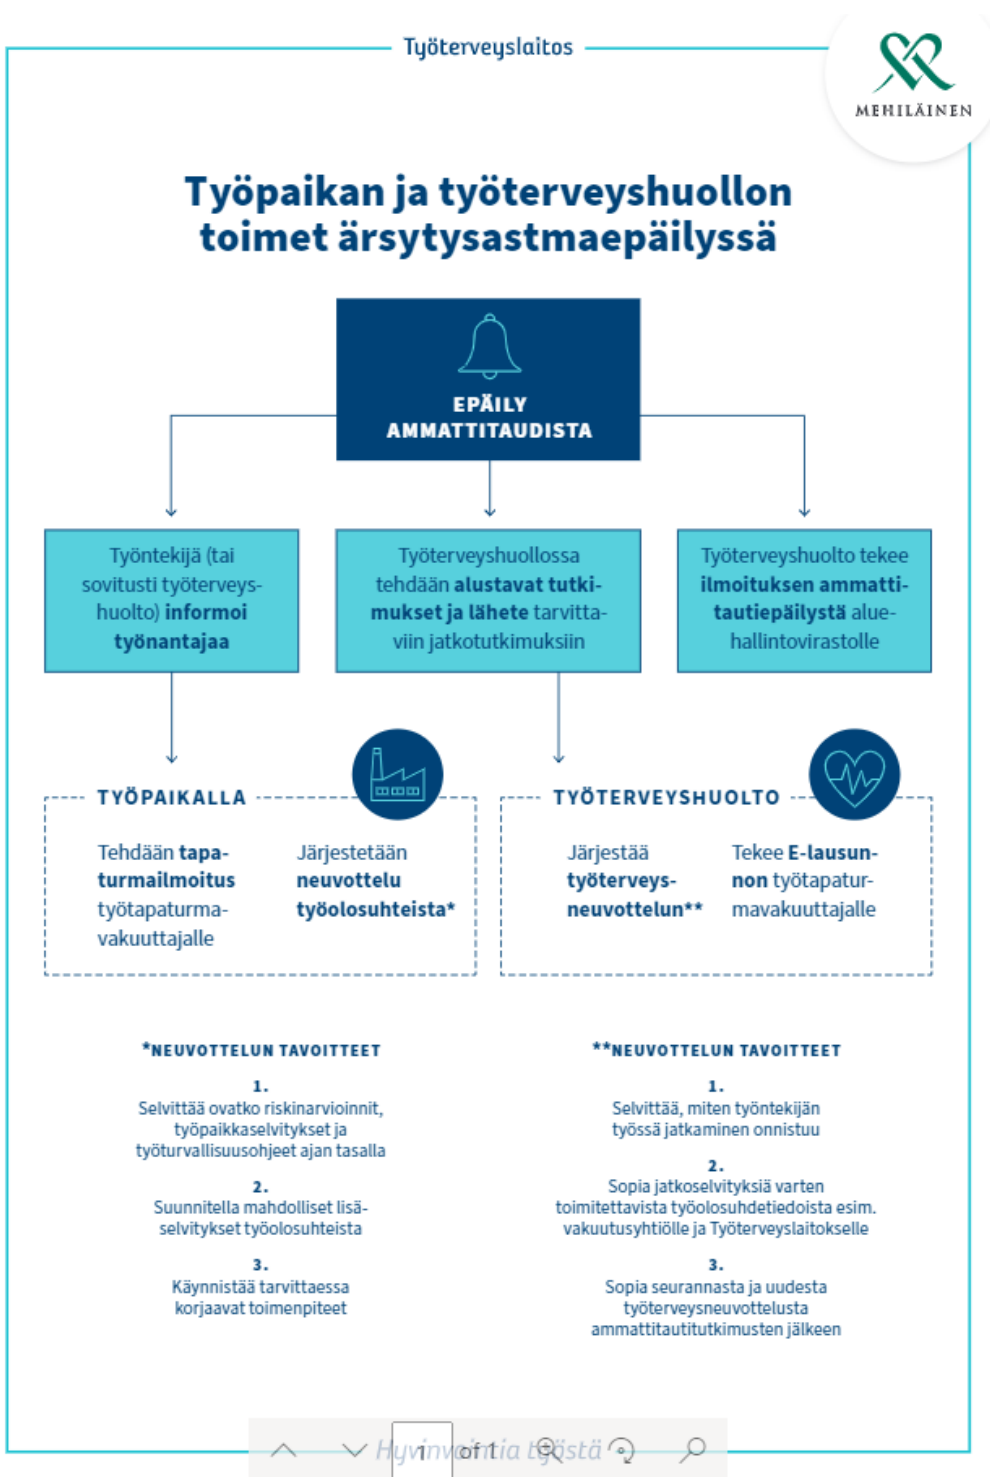 Työterveyslaitos
MEHILÄINEN
Työpaikan ja työterveyshuollon
toimet ärsytysastmaepäilyssä
EPÄILY
AMMATTITAUDISTA
Työntekijä (tai
sovitusti työterveys-
huolto) informoi
työnantajaa
Työterveyshuollossa
tehdään alustavat tutki-
mukset ja lähete tarvitta-
viin jatkotutkimuksiin
Työterveyshuolto tekee
ilmoituksen ammatti-
tautiepäilystä alue-
hallintovirastolle
TYÖPAIKALLA
Tehdään tapa-
turmailmoitus
työtapaturma-
vakuuttajalle
Järjestetään
neuvottelu
työolosuhteista*
TYÖTERVEYSHUOLTO
Järjestää
työterveys-
neuvottelun**
Tekee E-lausun-
non työtapatur-
mavakuuttajalle
*NEUVOTTELUN TAVOITTEET
1.
Selvittää ovatko riskinarvioinnit,
työpaikkaselvitykset ja
työturvallisuusohjeet ajan tasalla
2.
Suunnitella mahdolliset lisä-
selvitykset työolosuhteista
3.
Käynnistää tarvittaessa
korjaavat toimenpiteet
**NEUVOTTELUN TAVOITTEET
1.
Selvittää, miten työntekijän
työssä jatkaminen onnistuu
2.
Sopia jatkoselvityksiä varten
toimitettavista työolosuhdetiedoista esim.
vakuutusyhtiölle ja Työterveyslaitokselle
3.
Sopia seurannasta ja uudesta
työterveysneuvottelusta
ammattitautitutkimusten jälkeen
Hyvinvointia työstä
1 of 1